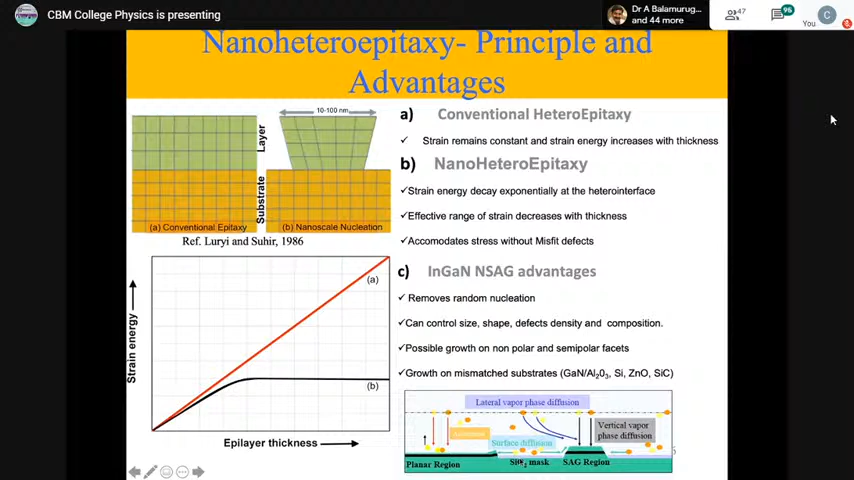 CBM College Physics is presenting
Dr A Balamurug...
and 44 more
47
96
You
C
Nanoheteroepitaxy- Principle and
Advantages
10-100 nm
Layer
Substrate
(a) Conventional Epitaxy
(b) Nanoscale Nucleation
Ref. Luryi and Suhir, 1986
Strain energy
(a)
(b)
Epilayer thickness
a) Conventional HeteroEpitaxy
✓ Strain remains constant and strain energy increases with thickness
b) NanoHeteroEpitaxy
✓Strain energy decay exponentially at the heterointerface
✓Effective range of strain decreases with thickness
✓Accomodates stress without Misfit defects
c) InGaN NSAG advantages
✓Removes random nucleation
✓Can control size, shape, defects density and composition.
✓Possible growth on non polar and semipolar facets
✓Growth on mismatched substrates (GaN/Al₂0₃, Si, ZnO, SiC)
Lateral vapor phase diffusion
Vertical vapor
phase diffusion
Surface diffusion
Planar Region
mask
SAG Region